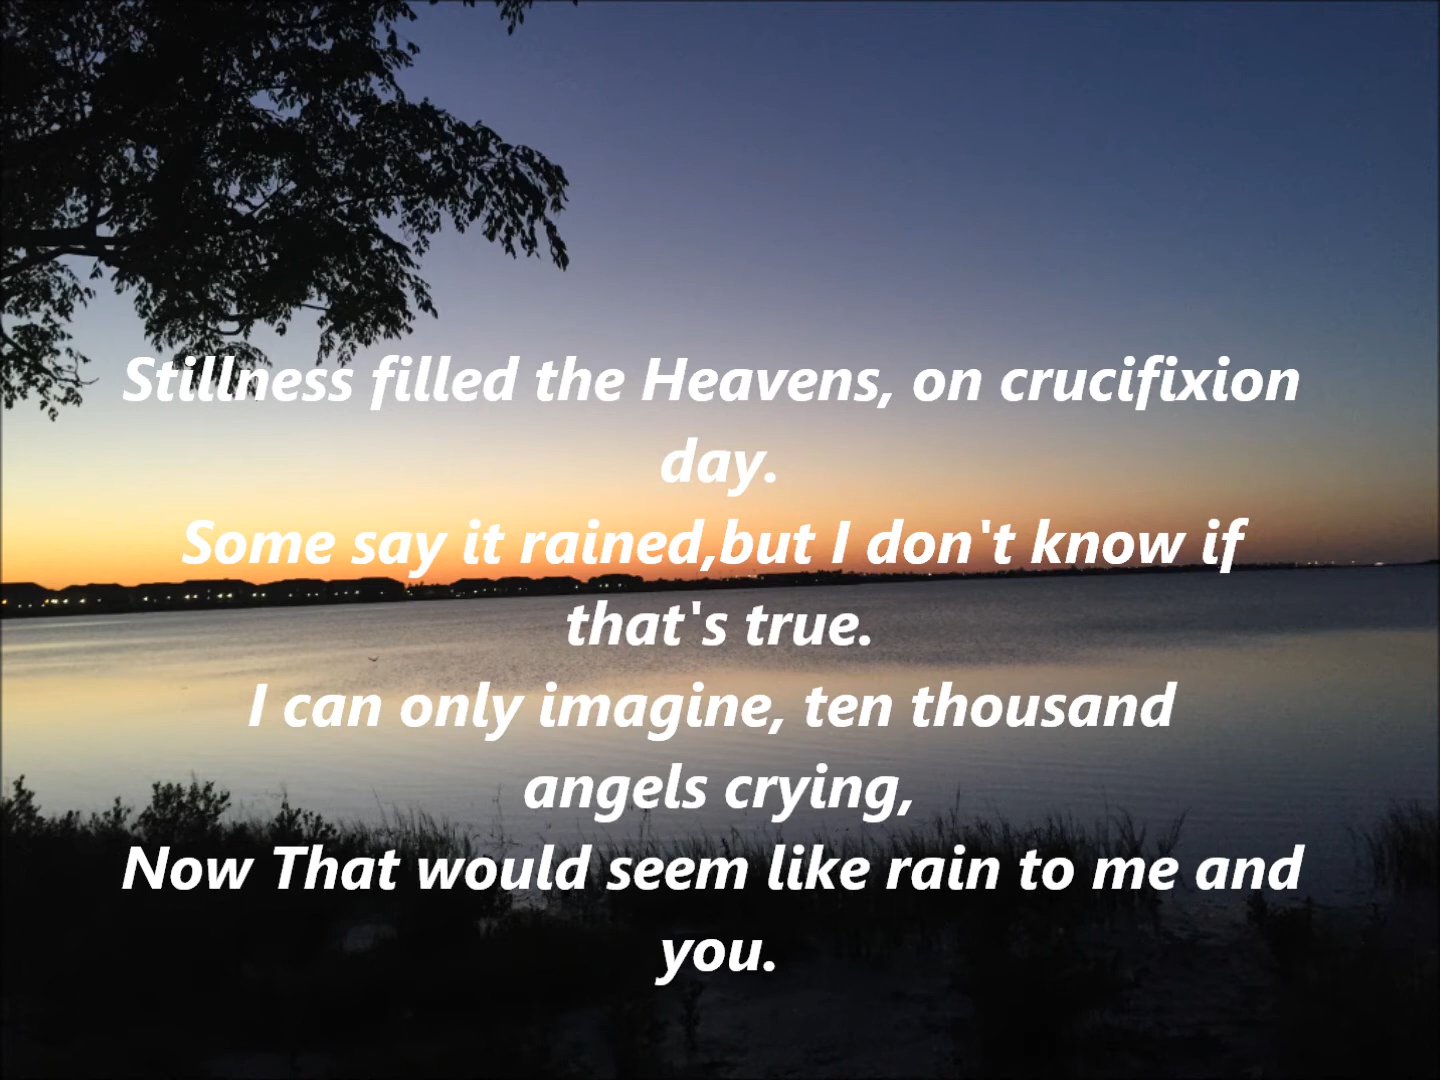 Stillness filled the Heavens, on crucifixion
day.
Some say it rained,but I don't know if
that's true.
I can only imagine, ten thousand
angels crying,
Now That would seem like rain to me and
you.